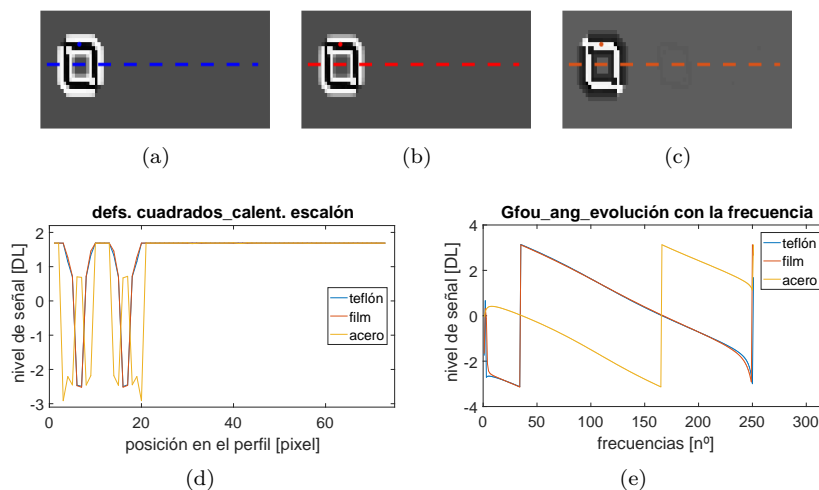 (a) (b) (c)
defs. cuadrados_calent. escalón
nivel de señal [DL]
2
1
0
-1
-2
-3
0 20 40 60
posición en el perfil [pixel]
teflón
film
acero
(d)
Gfou_ang_evolución con la frecuencia
nivel de señal [DL]
4
2
0
-2
-4
0 50 100 150 200 250 300
frecuencias [nº]
teflón
film
acero
(e)